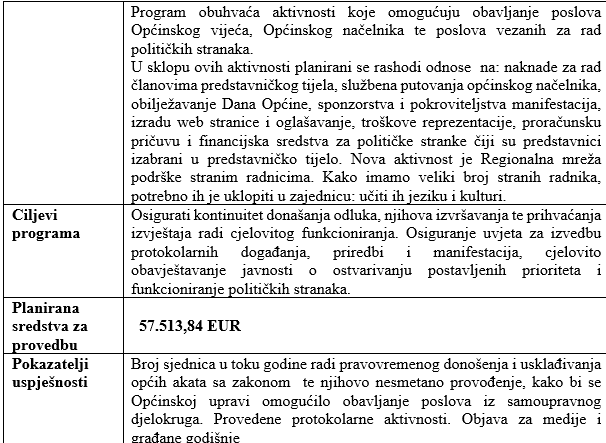 Program obuhvaća aktivnosti koje omogućuju obavljanje poslova
Općinskog vijeća, Općinskog načelnika te poslova vezanih za rad
političkih stranaka.
U sklopu ovih aktivnosti planirani se rashodi odnose na: naknade za rad
članovima predstavničkog tijela, službena putovanja općinskog načelnika,
obilježavanje Dana Općine, sponzorstva i pokroviteljstva manifestacija,
izradu web stranice i oglašavanje, troškove reprezentacije, proračunsku
pričuvu i financijska sredstva za političke stranke čiji su predstavnici
izabrani u predstavničko tijelo. Nova aktivnost je Regionalna mreža
podrške stranim radnicima. Kako imamo veliki broj stranih radnika,
potrebno ih je uklopiti u zajednicu: učiti ih jeziku i kulturi.
Ciljevi
programa
Osigurati kontinuitet donašanja odluka, njihova izvršavanja te prihvaćanja
izvještaja radi cjelovitog funkcioniranja. Osiguranje uvjeta za izvedbu
protokolarnih događanja, priredbi i manifestacija, cjelovito
obavještavanje javnosti o ostvarivanju postavljenih prioriteta i
funkcioniranje političkih stranaka.
Planirana
sredstva za
provedbu
57.513,84 EUR
Pokazatelji
uspješnosti
Broj sjednica u toku godine radi pravovremenog donošenja i usklađivanja
općih akata sa zakonom te njihovo nesmetano provođenje, kako bi se
Općinskoj upravi omogućilo obavljanje poslova iz samoupravnog
djelokruga. Provedene protokolarne aktivnosti. Objava za medije i
građane godišnje